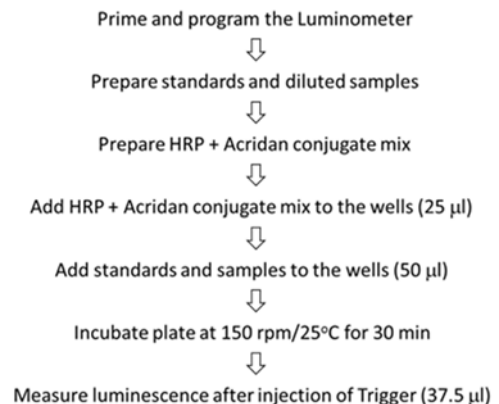 Prime and program the Luminometer
Prepare standards and diluted samples
Prepare HRP + Acridan conjugate mix
Add HRP + Acridan conjugate mix to the wells (25 µl)
Add standards and samples to the wells (50 µl)
Incubate plate at 150 rpm/25°C for 30 min
Measure luminescence after injection of Trigger (37.5 µl)